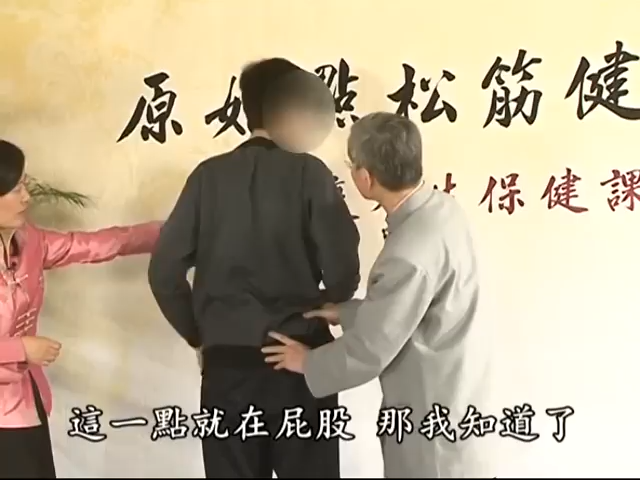 原始點松筋健
保健課
這一點就在屁股 那我知道了